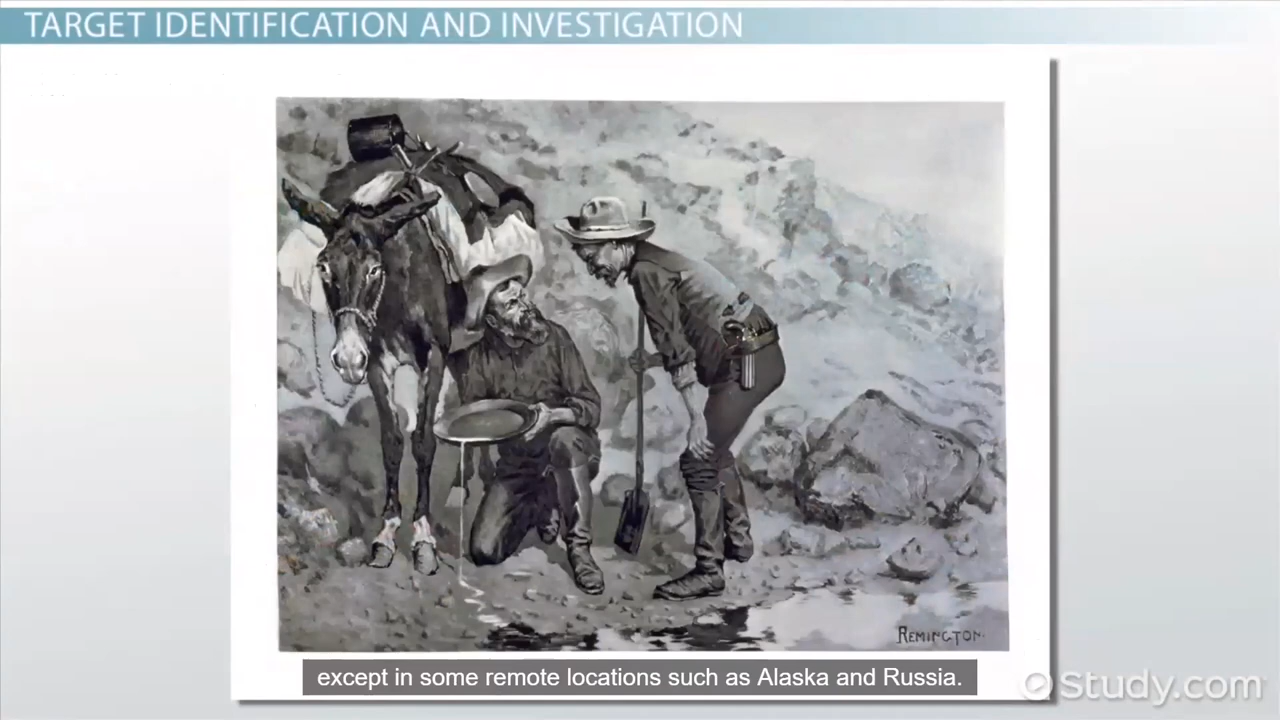 TARGET IDENTIFICATION AND INVESTIGATION
REMINGTON
except in some remote locations such as Alaska and Russia.
Study.com